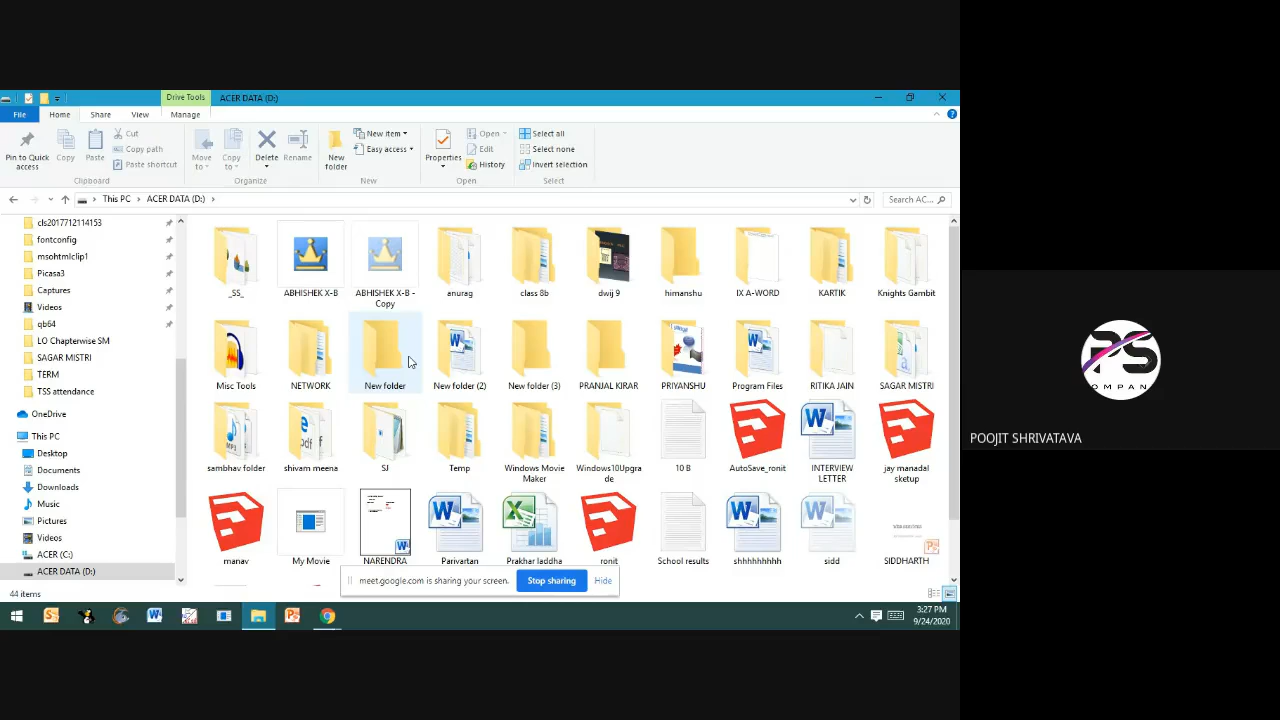 Drive Tools
ACER DATA (D:)
File
Home
Share
View
Manage
Pin to Quick access
Copy
Paste
Cut
Copy path
Paste shortcut
Clipboard
Move to
Copy to
Delete
Rename
Organize
New folder
New item
Easy access
New
Properties
Open
Edit
History
Open
Select all
Select none
Invert selection
Select
This PC
ACER DATA (D:)
Search AC...
cls2017712114153
fontconfig
msohtmlclip1
Picasa3
Captures
Videos
qb64
LO Chapterwise SM
SAGAR MISTRI
TERM
TSS attendance
OneDrive
This PC
Desktop
Documents
Downloads
Music
Pictures
Videos
ACER (C:)
ACER DATA (D:)
_SS_
ABHISHEK X-B
ABHISHEK X-B - Copy
anurag
class 8b
dwij 9
himanshu
IX A-WORD
KARTIK
Knights Gambit
Misc Tools
NETWORK
New folder
New folder (2)
New folder (3)
PRANJAL KIRAR
PRIYANSHU
Program Files
RITIKA JAIN
SAGAR MISTRI
sambhav folder
shivam meena
SJ
Temp
Windows Movie Maker
Windows10Upgrade
10 B
AutoSave_ronit
INTERVIEW LETTER
jay manadal sketup
manav
My Movie
NARENDRA
Parivartan
Prakhar laddha
ronit
School results
shhhhhhhhh
sidd
SIDDHARTH
meet.google.com is sharing your screen.
Stop sharing
Hide
44 items
3:27 PM
9/24/2020
PS
OMPAN
POOJIT SHRIVATAVA